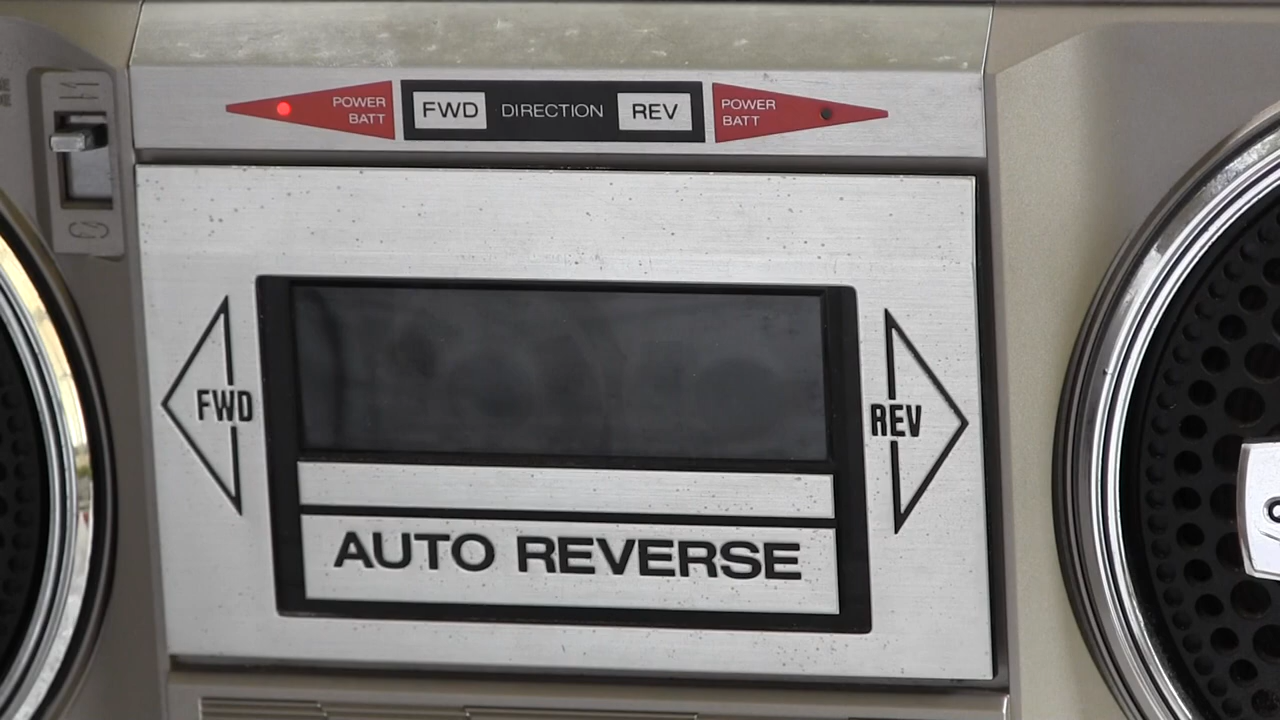 POWER
BATT
FWD DIRECTION REV
POWER
BATT
FWD
REV
AUTO REVERSE